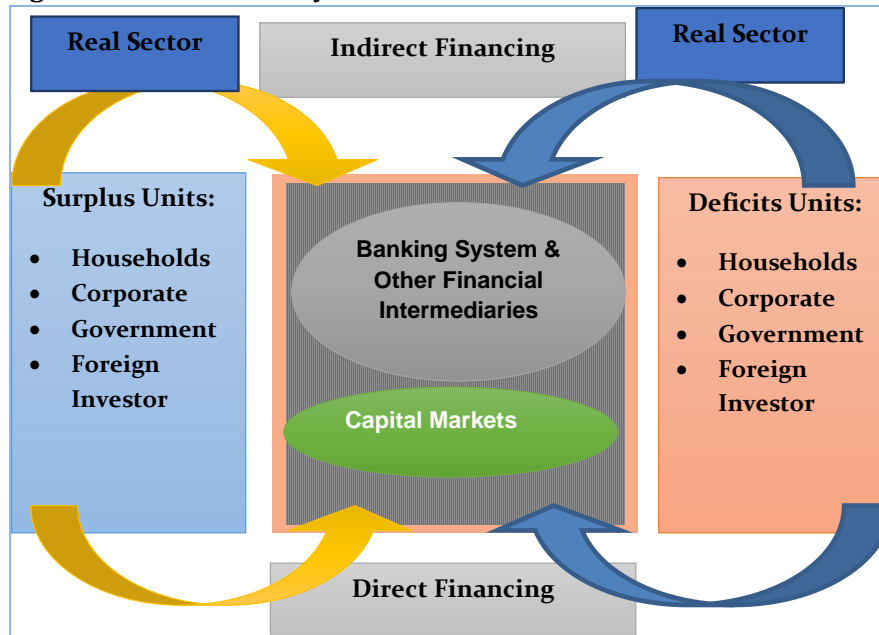 Real Sector
Indirect Financing
Real Sector
Surplus Units:
• Households
• Corporate
• Government
• Foreign
Investor
Banking System &
Other Financial
Intermediaries
Capital Markets
Deficits Units:
• Households
• Corporate
• Government
• Foreign
Investor
Direct Financing